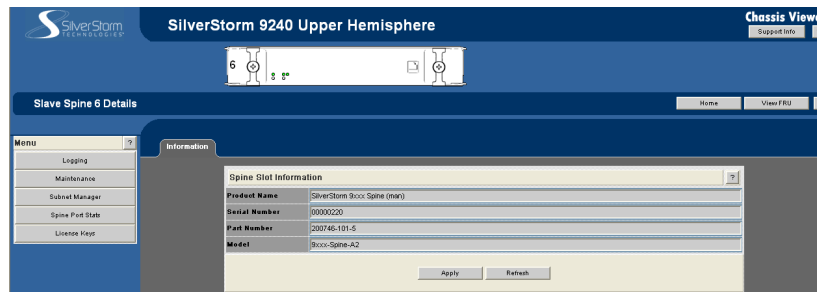 SilverStorm
TECHNOLOGIES
SilverStorm 9240 Upper Hemisphere
Chassis View
Support Info
6
Slave Spine 6 Details
Home
View FRU
Menu
?
Logging
Maintenance
Subnet Manager
Spine Port Stats
License Keys
Information
Spine Slot Information
?
Product Name
SilverStorm 9xxx Spine (man)
Serial Number
00000220
Part Number
200746-101-5
Model
9xxx-Spine-A2
Apply
Refresh